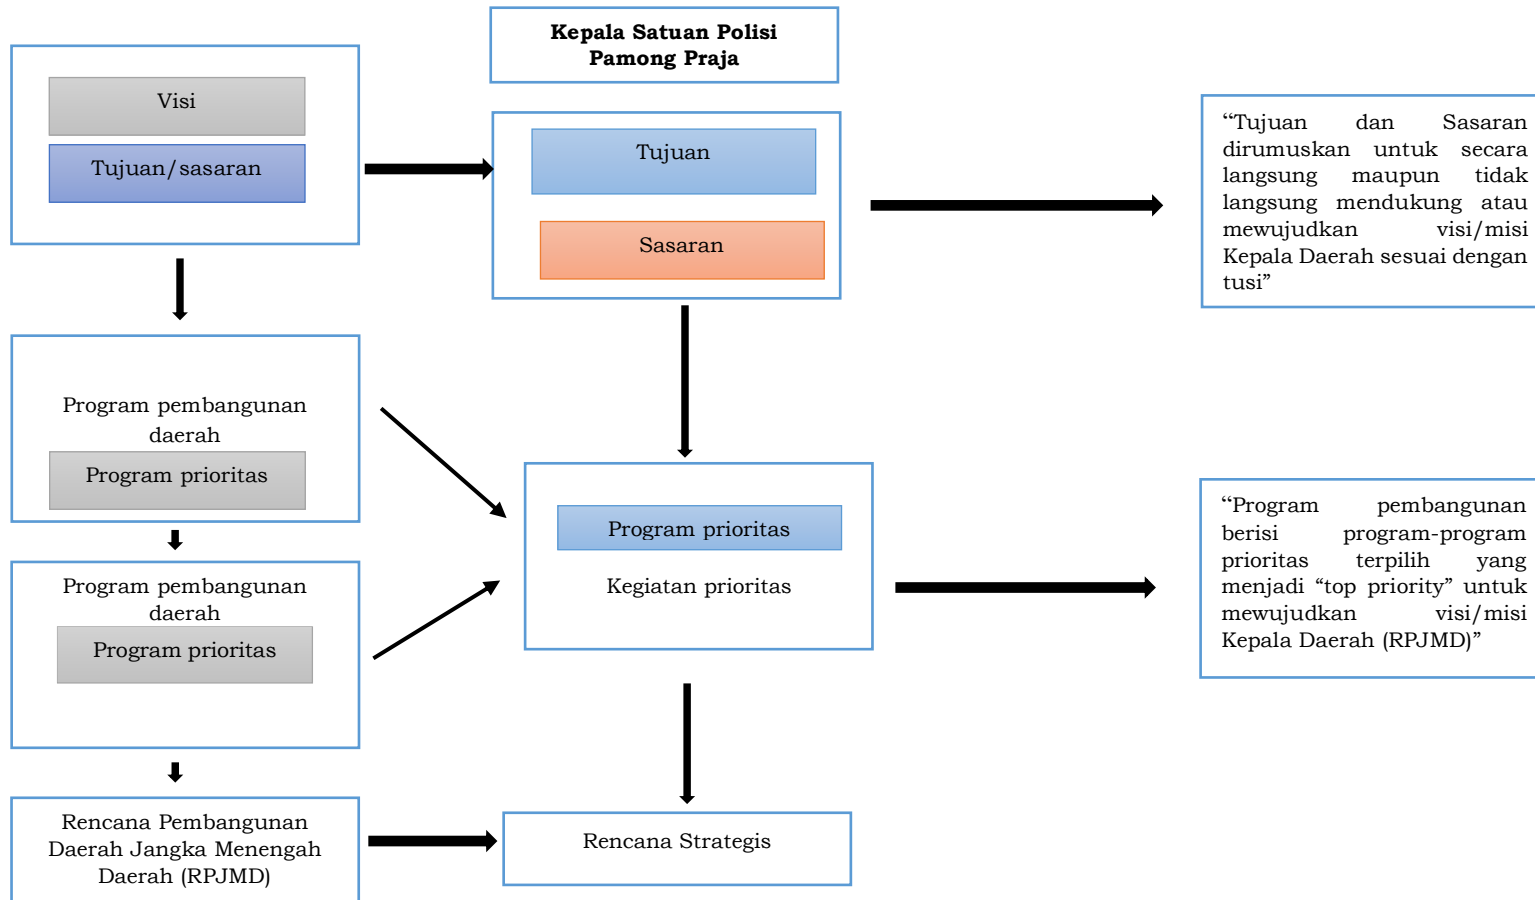 Kepala Satuan Polisi
Pamong Praja
Visi
Tujuan/sasaran
Tujuan
Sasaran
“Tujuan dan Sasaran
dirumuskan untuk secara
langsung maupun tidak
langsung mendukung atau
mewujudkan visi/misi
Kepala Daerah sesuai dengan
tusi”
Program pembangunan
daerah
Program prioritas
Program prioritas
Kegiatan prioritas
“Program pembangunan
berisi program-program
prioritas terpilih yang
menjadi “top priority” untuk
mewujudkan visi/misi
Kepala Daerah (RPJMD)”
Program pembangunan
daerah
Program prioritas
Rencana Pembangunan
Daerah Jangka Menengah
Daerah (RPJMD)
Rencana Strategis